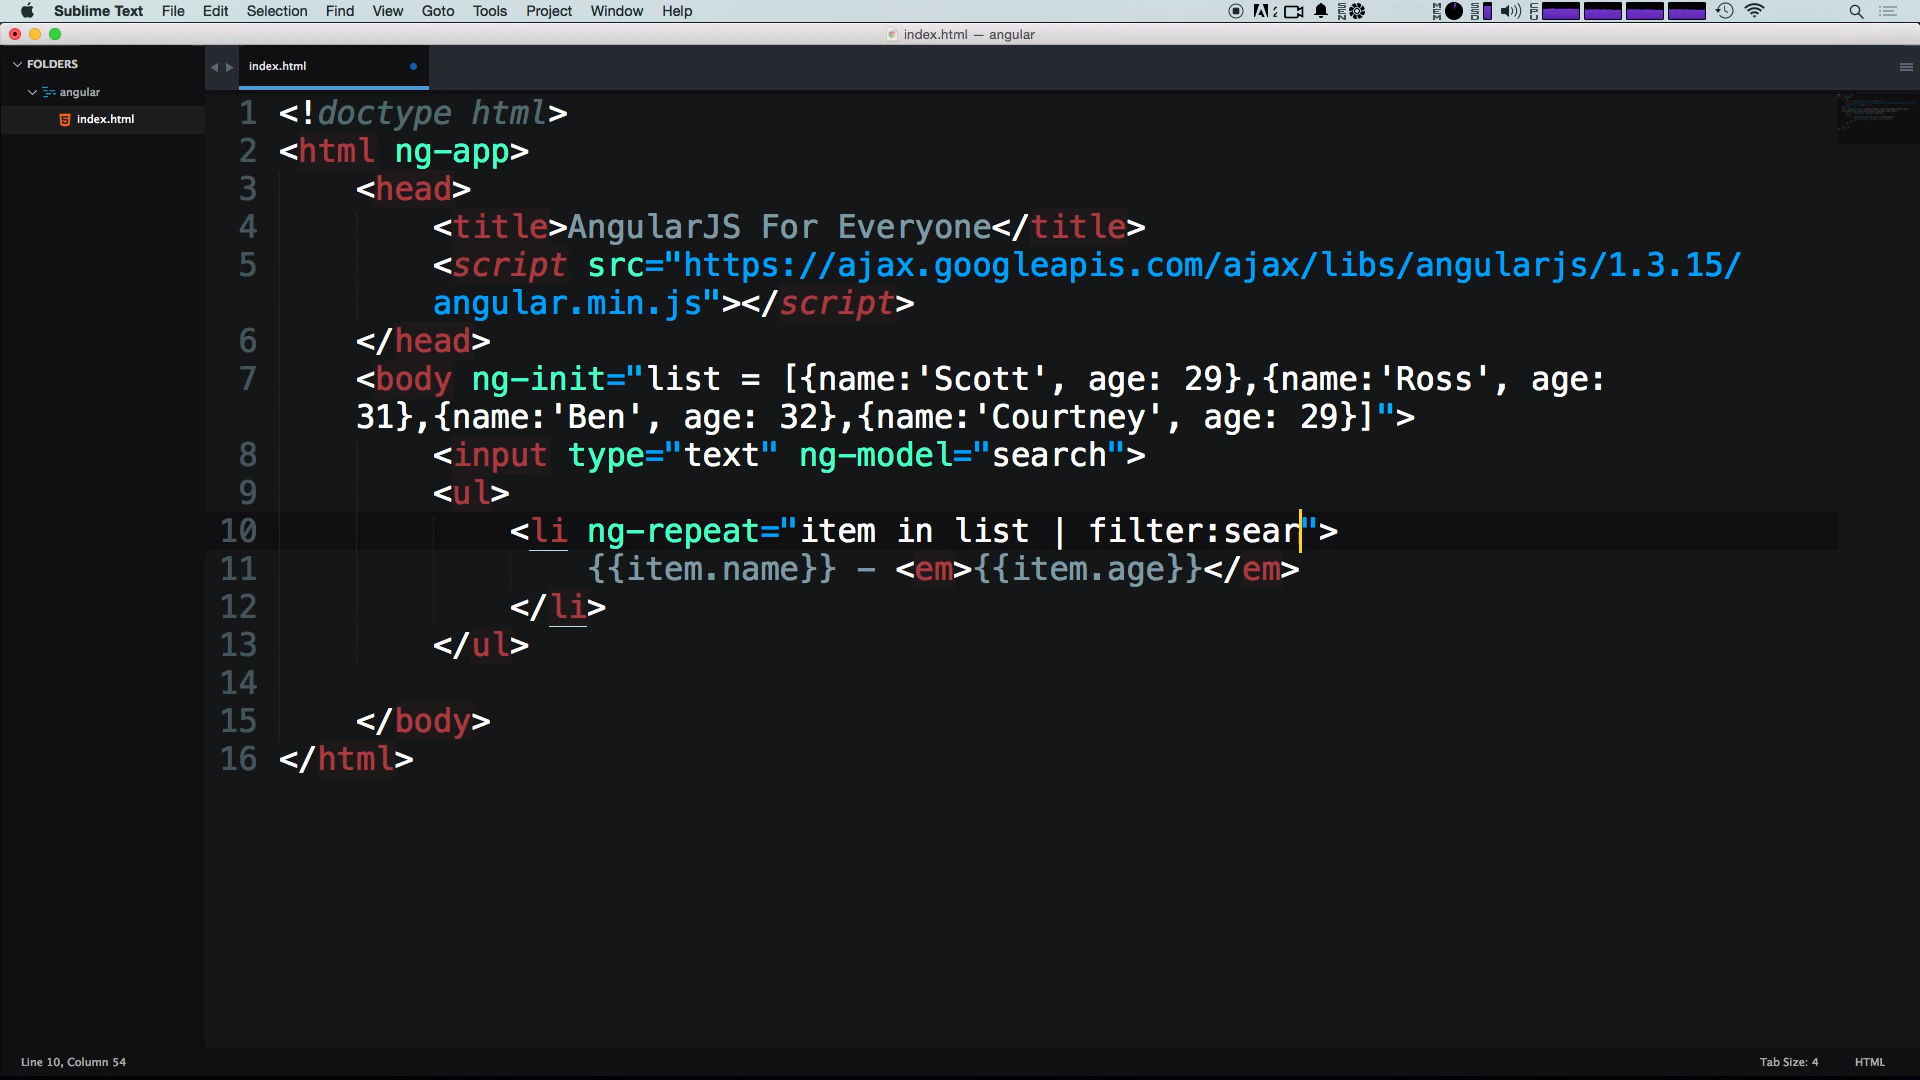 Sublime Text File Edit Selection Find View Goto Tools Project Window Help
index.html — angular
FOLDERS
angular
index.html
index.html
1 <!doctype html>
2 <html ng-app>
3 <head>
4 <title>AngularJS For Everyone</title>
5 <script src="https://ajax.googleapis.com/ajax/libs/angularjs/1.3.15/
angular.min.js"></script>
6 </head>
7 <body ng-init="list = [{name:'Scott', age: 29},{name:'Ross', age:
31},{name:'Ben', age: 32},{name:'Courtney', age: 29}]">
8 <input type="text" ng-model="search">
9 <ul>
10 <li ng-repeat="item in list | filter:sear">
11 {{item.name}} - <em>{{item.age}}</em>
12 </li>
13 </ul>
14
15 </body>
16 </html>
Line 10, Column 54
Tab Size: 4
HTML